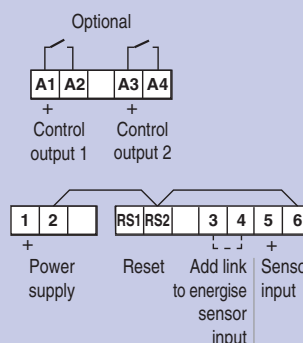 Optional
A1 A2 A3 A4
+ +
Control output 1
Control output 2
1 2 RS1 RS2 3 4 5 6
+ +
Power supply
Reset
Add link to energise sensor input
input